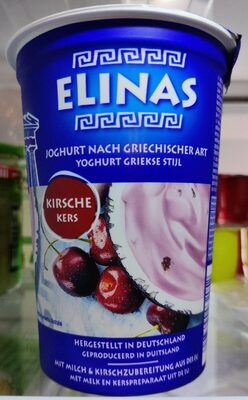 ELINAS
JOGHURT NACH GRIECHISCHER ART
YOGHURT GRIEKSE STIJL
KIRSCHE
KERS
HERGESTELLT IN DEUTSCHLAND
GEPRODUCEERD IN DUITSLAND
MIT MILCH & KIRSCHZUBEREITUNG AUS DER EU
MET MELK EN KERSPREPARAAT UIT DE EU